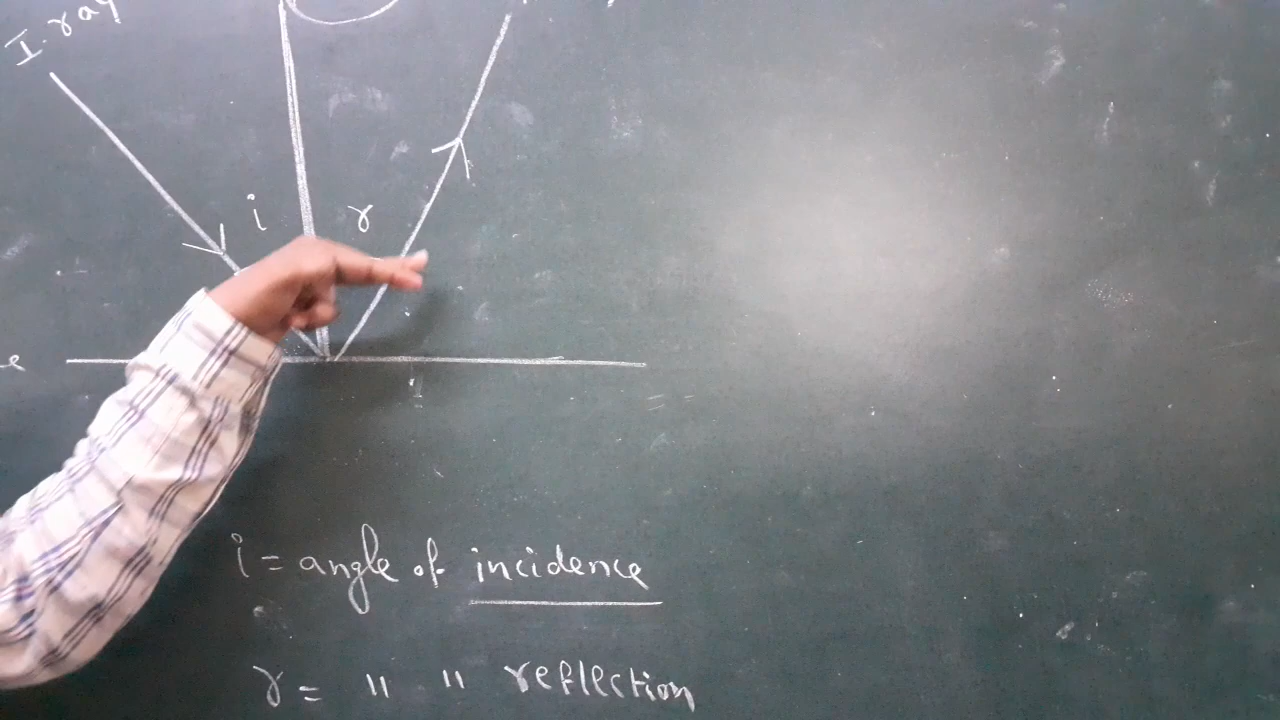 I. ray
i r
e
i = angle of incidence
r = " " reflection